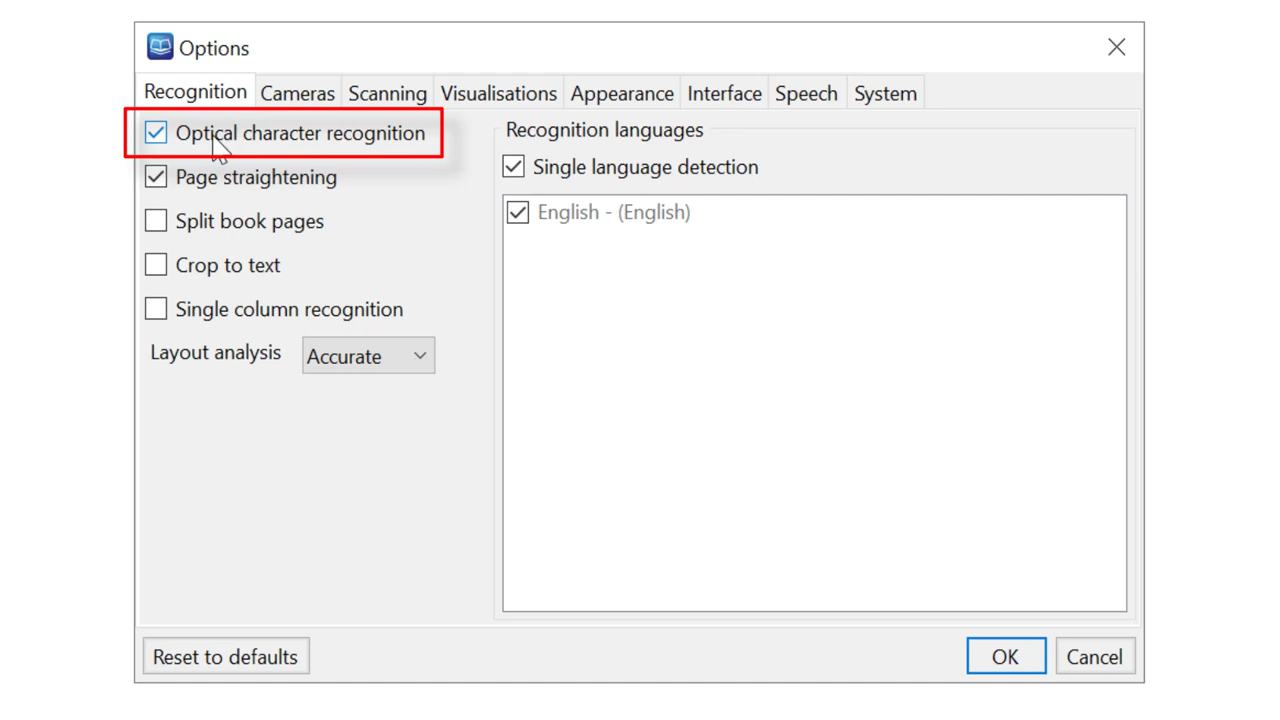 Options
Recognition Cameras Scanning Visualisations Appearance Interface Speech System
Optical character recognition
Page straightening
Split book pages
Crop to text
Single column recognition
Layout analysis Accurate
Recognition languages
Single language detection
English - (English)
Reset to defaults
OK
Cancel